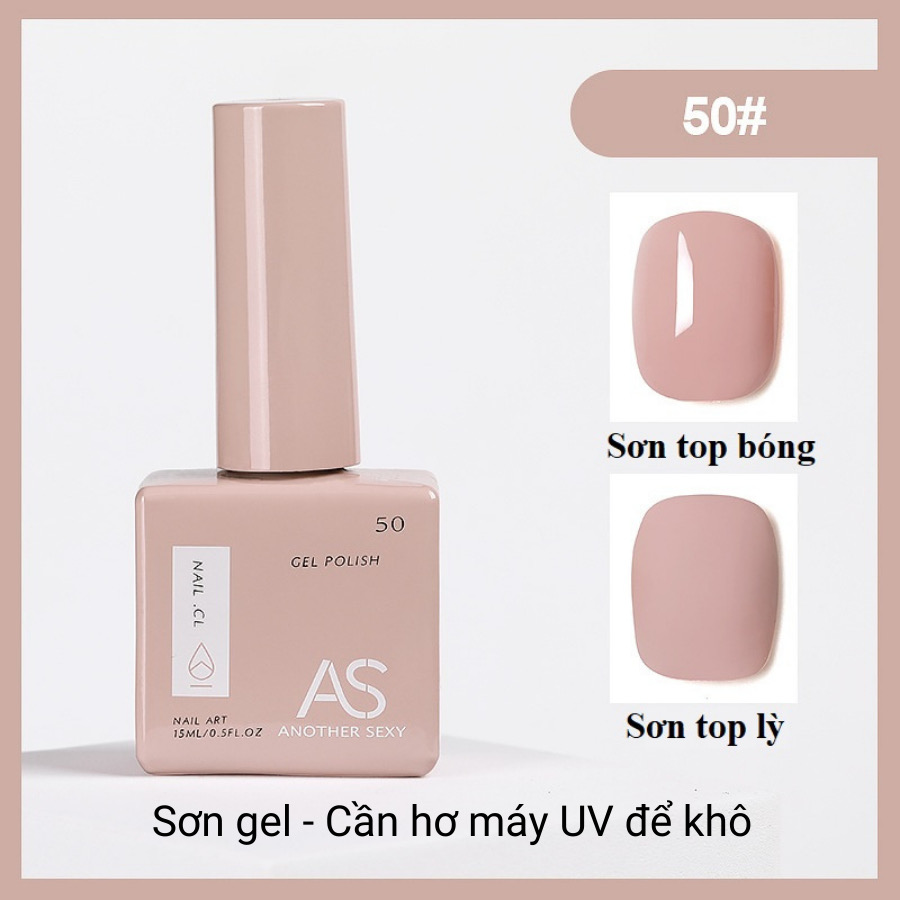 50#
Sơn top bóng
Sơn top lỳ
50
GEL POLISH
NAIL .CL
AS
NAIL ART
15ML/0.5FL.OZ
ANOTHER SEXY
Sơn gel - Cần hơ máy UV để khô